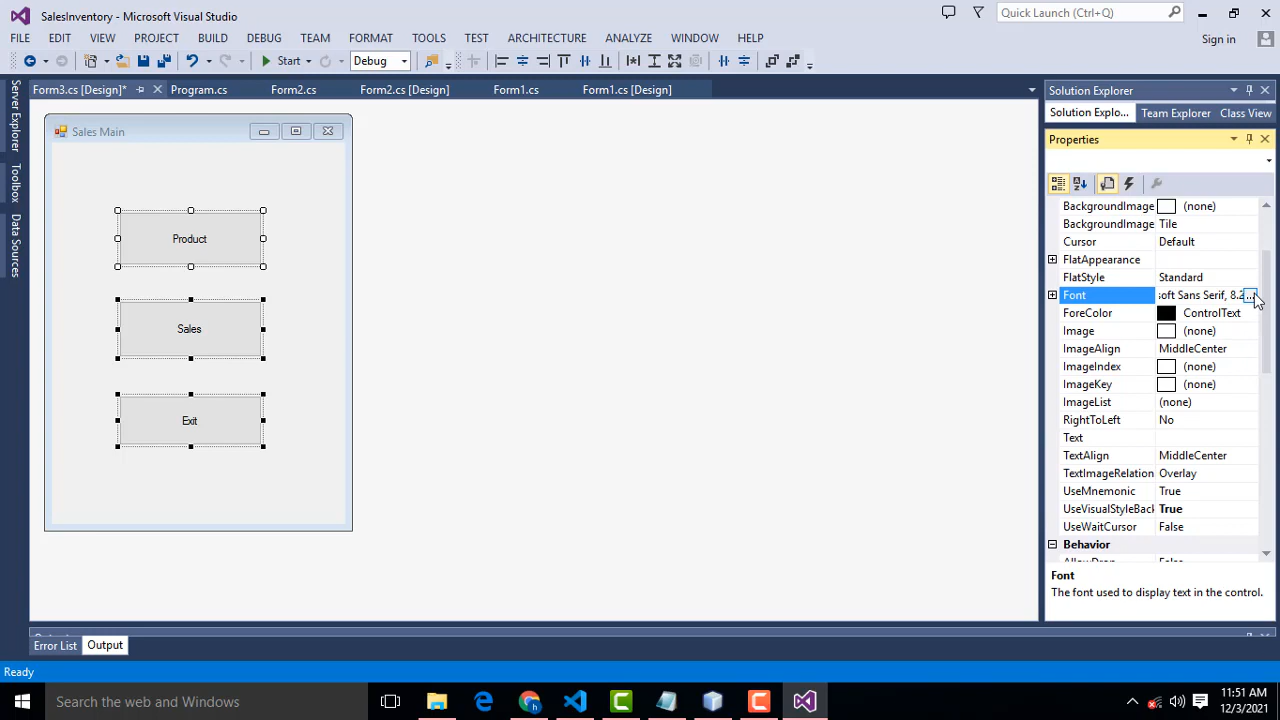 SalesInventory - Microsoft Visual Studio
Quick Launch (Ctrl+Q)
FILE EDIT VIEW PROJECT BUILD DEBUG TEAM FORMAT TOOLS TEST ARCHITECTURE ANALYZE WINDOW HELP
Sign in
Start Debug
Form3.cs [Design]* Program.cs Form2.cs Form2.cs [Design] Form1.cs Form1.cs [Design]
Server Explorer
Toolbox
Data Sources
Sales Main
Product
Sales
Exit
Solution Explorer
Solution Explo... Team Explorer Class View
Properties
BackgroundImage (none)
BackgroundImage Tile
Cursor Default
FlatAppearance
FlatStyle Standard
Font soft Sans Serif, 8.2 ...
ForeColor ControlText
Image (none)
ImageAlign MiddleCenter
ImageIndex (none)
ImageKey (none)
ImageList (none)
RightToLeft No
Text
TextAlign MiddleCenter
TextImageRelation Overlay
UseMnemonic True
UseVisualStyleBack True
UseWaitCursor False
Behavior
Font
The font used to display text in the control.
Error List Output
Ready
Search the web and Windows
11:51 AM
12/3/2021